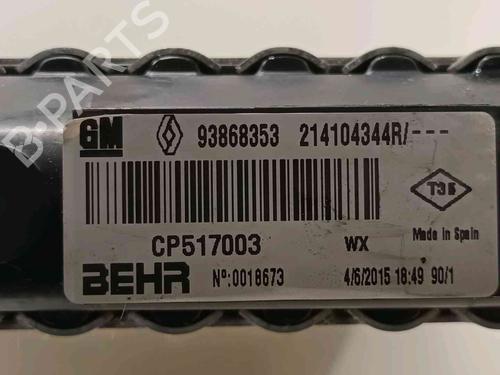 B-PARTS
GM 93868353 214104344R/---
T35
CP517003 WX Made in Spain
BEHR Nº:0018673 4/6/2015 18:49 90/1